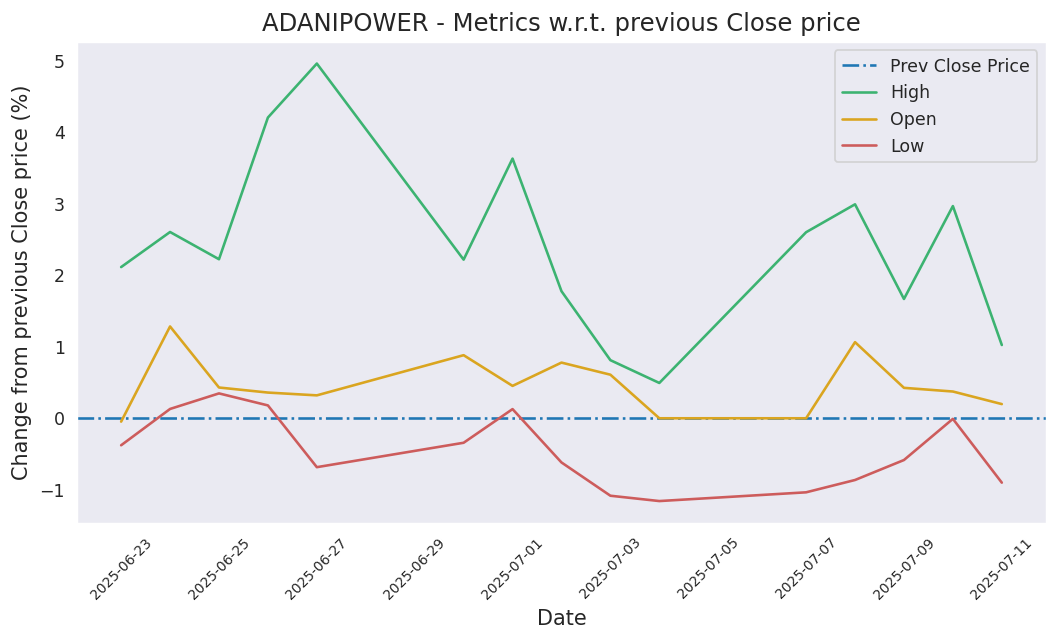 ADANIPOWER - Metrics w.r.t. previous Close price
Prev Close Price
High
Open
Low
Change from previous Close price (%)
5
4
3
2
1
0
−1
2025-06-23
2025-06-25
2025-06-27
2025-06-29
2025-07-01
2025-07-03
2025-07-05
2025-07-07
2025-07-09
2025-07-11
Date